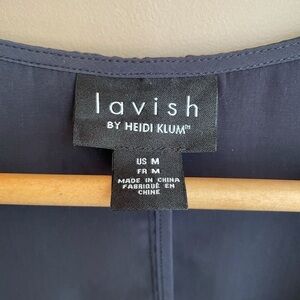 lavish
BY HEIDI KLUM™
US M
FR M
MADE IN CHINA
FABRIQUÉ EN
CHINE